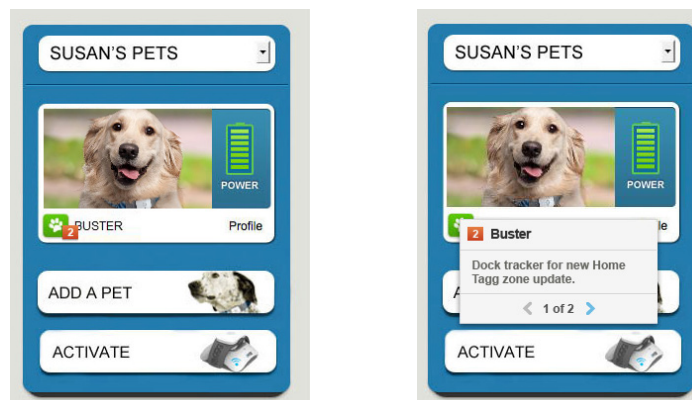 SUSAN'S PETS
POWER
2
BUSTER Profile
ADD A PET
ACTIVATE
SUSAN'S PETS
POWER
2 Buster
Dock tracker for new Home
Tagg zone update.
1 of 2
ACTIVATE